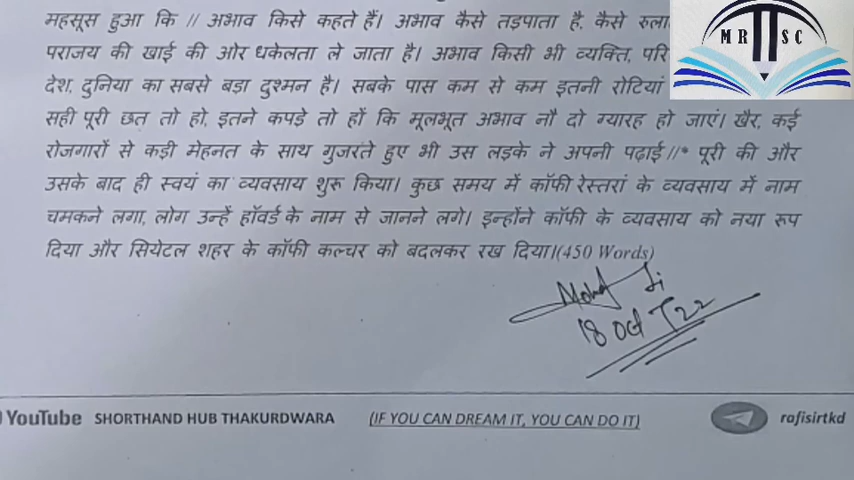 महसूस हुआ कि // अभाव किसे कहते हैं। अभाव कैसे तड़पाता है, कैसे
पराजय की खाई की ओर धकेलता ले जाता है। अभाव किसी भी व्यक्ति,
देश, दुनिया का सबसे बड़ा दुश्मन है। सबके पास कम से कम इतनी रोटियां
सही पूरी छत तो हो, इतने कपड़े तो हों कि मूलभूत अभाव नौ दो ग्यारह हो जाएं। खैर, कई
रोजगारों से कड़ी मेहनत के साथ गुजरते हुए भी उस लड़के ने अपनी पढ़ाई //* पूरी की और
उसके बाद ही स्वयं का व्यवसाय शुरू किया। कुछ समय में कॉफी रेस्तरां के व्यवसाय में नाम
चमकने लगा, लोग उन्हें हॉवर्ड के नाम से जानने लगे। इन्होंने कॉफी के व्यवसाय को नया रूप
दिया और सियेटल शहर के कॉफी कल्चर को बदलकर रख दिया।(450 Words)
MR SC
18 Oct
YouTube SHORTHAND HUB THAKURDWARA (IF YOU CAN DREAM IT, YOU CAN DO IT) rafisirtkd